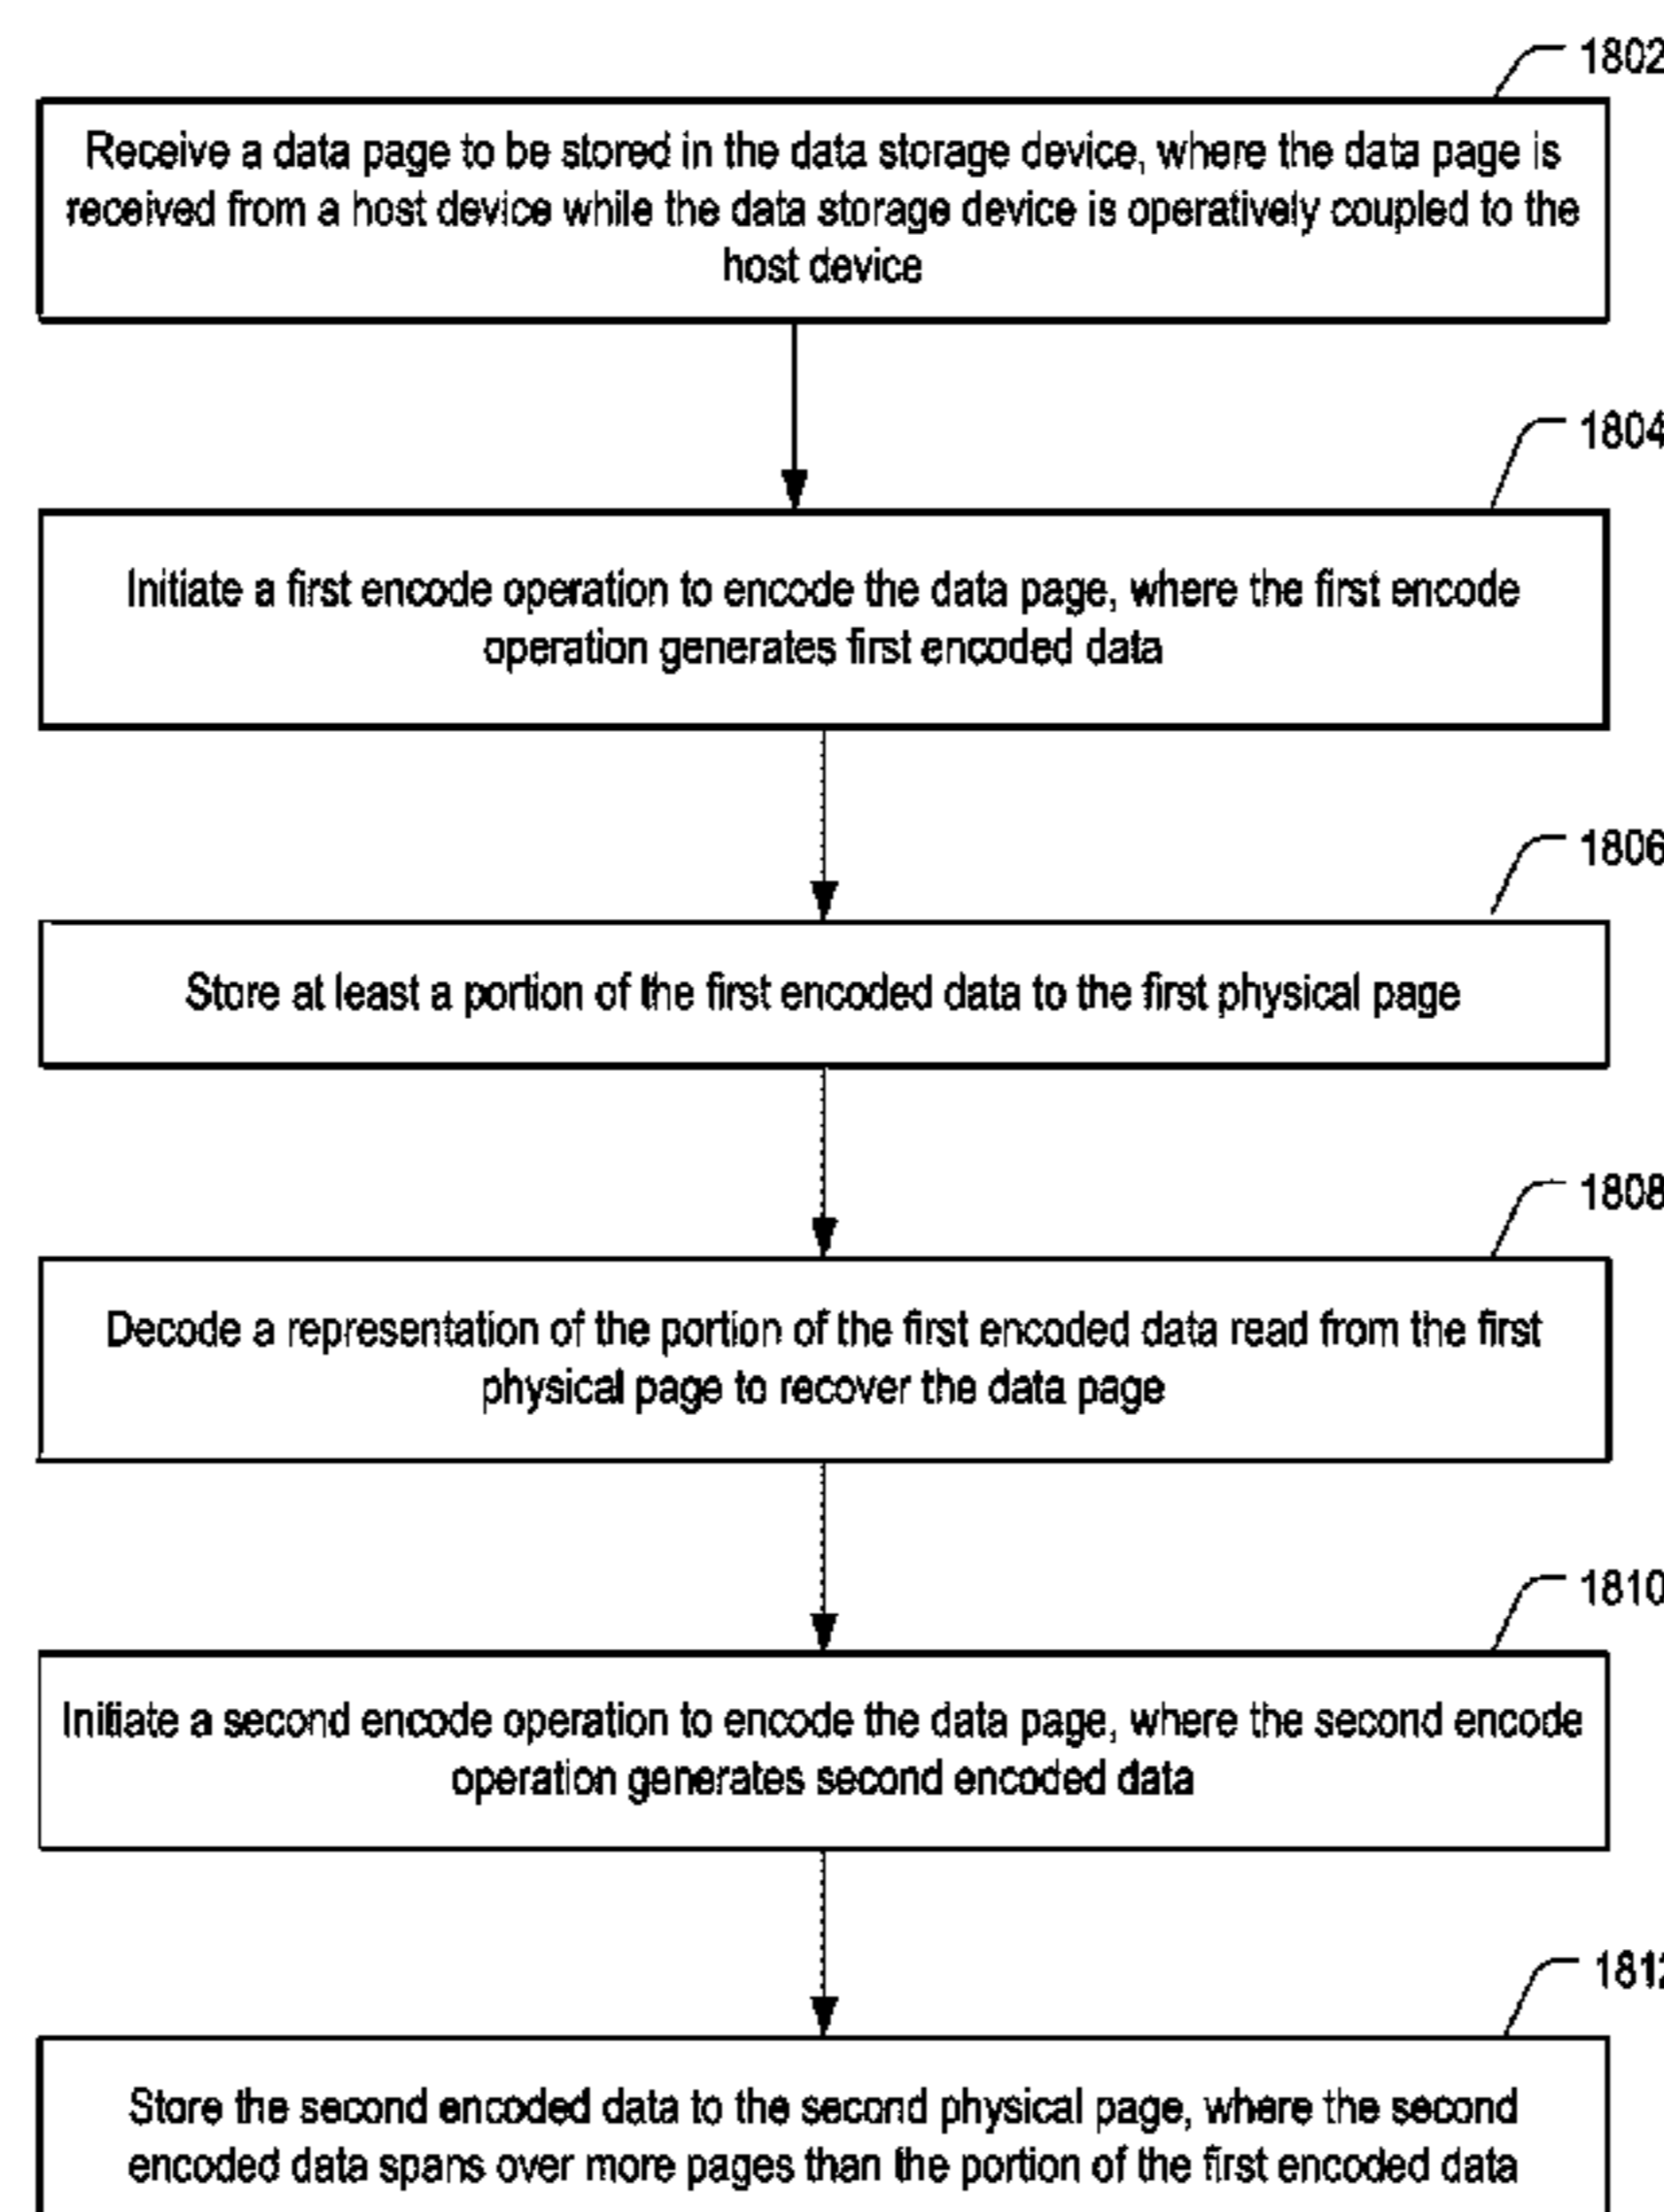 1802
Receive a data page to be stored in the data storage device, where the data page is
received from a host device while the data storage device is operatively coupled to the
host device
1804
Initiate a first encode operation to encode the data page, where the first encode
operation generates first encoded data
1806
Store at least a portion of the first encoded data to the first physical page
1808
Decode a representation of the portion of the first encoded data read from the first
physical page to recover the data page
1810
Initiate a second encode operation to encode the data page, where the second encode
operation generates second encoded data
1812
Store the second encoded data to the second physical page, where the second
encoded data spans over more pages than the portion of the first encoded data